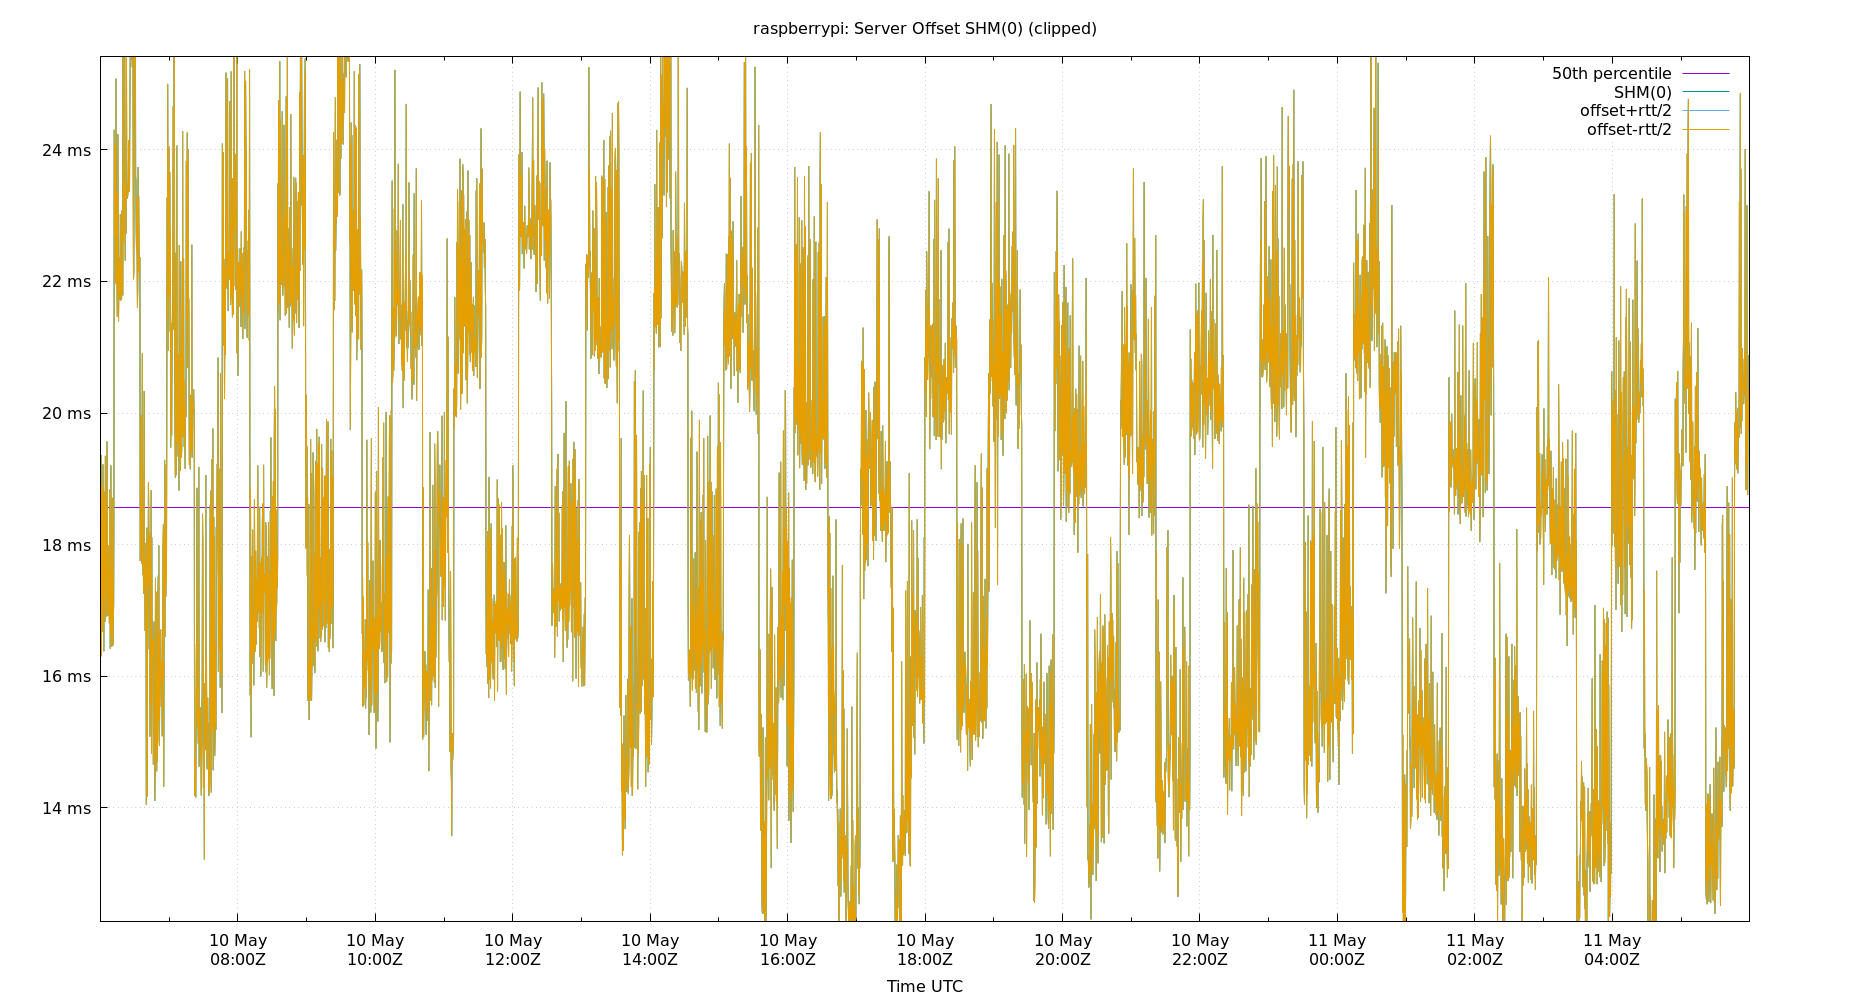 raspberrypi: Server Offset SHM(0) (clipped)
50th percentile
SHM(0)
offset+rtt/2
offset-rtt/2
24 ms
22 ms
20 ms
18 ms
16 ms
14 ms
10 May 10 May 10 May 10 May 10 May 10 May 10 May 10 May 11 May 11 May 11 May
08:00Z 10:00Z 12:00Z 14:00Z 16:00Z 18:00Z 20:00Z 22:00Z 00:00Z 02:00Z 04:00Z
Time UTC